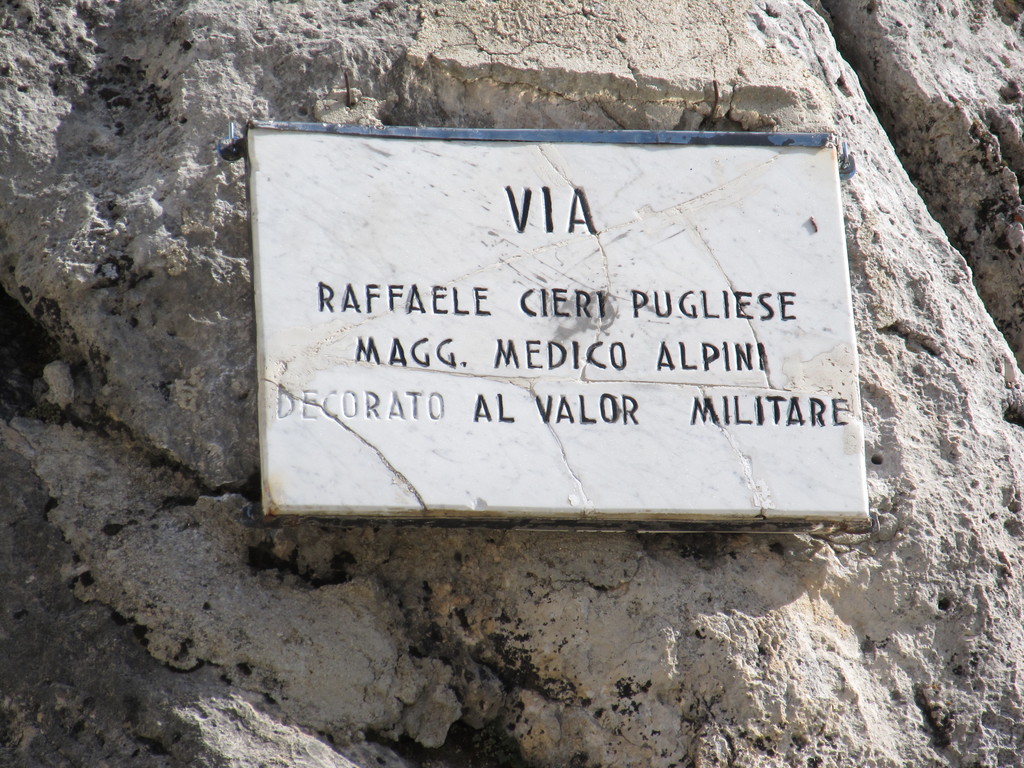 VIA
RAFFAELE CIERI PUGLIESE
MAGG. MEDICO ALPINI
DECORATO AL VALOR MILITARE